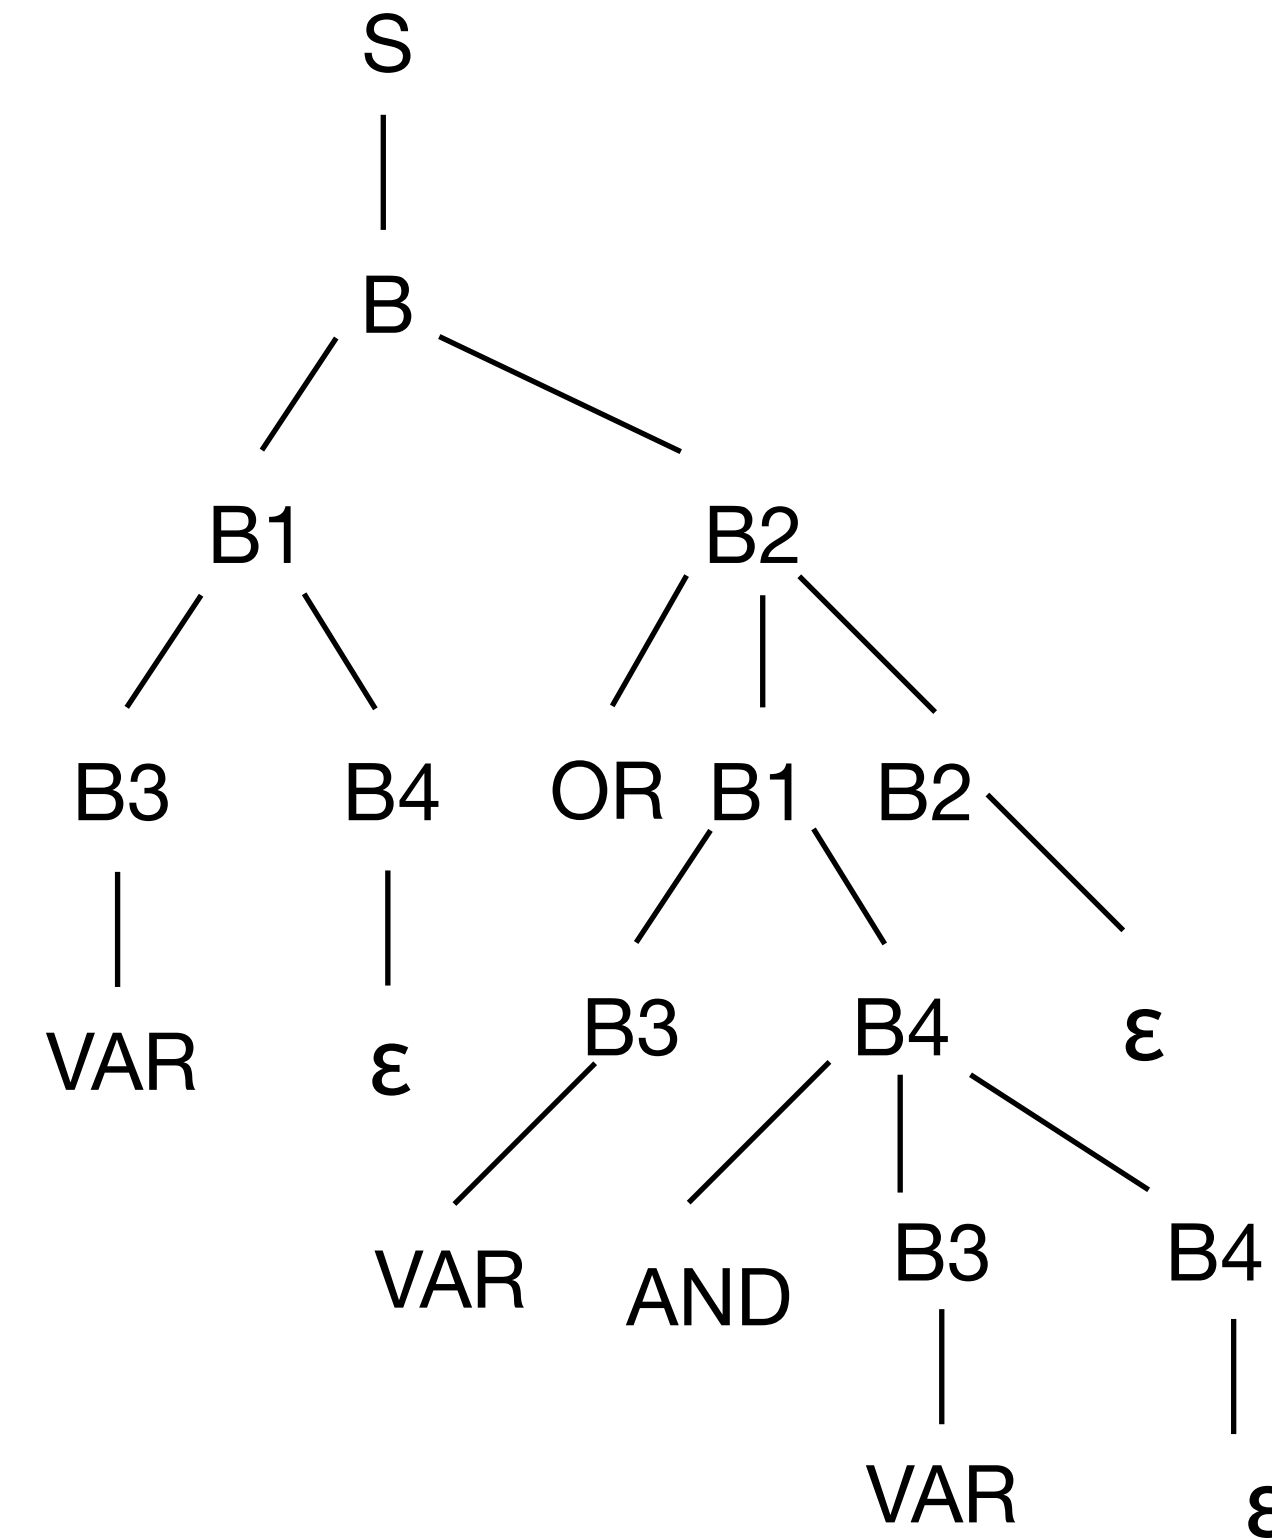 S
B
B1 B2
B3 B4 OR B1 B2
VAR ε B3 B4 ε
VAR AND B3 B4
VAR ε